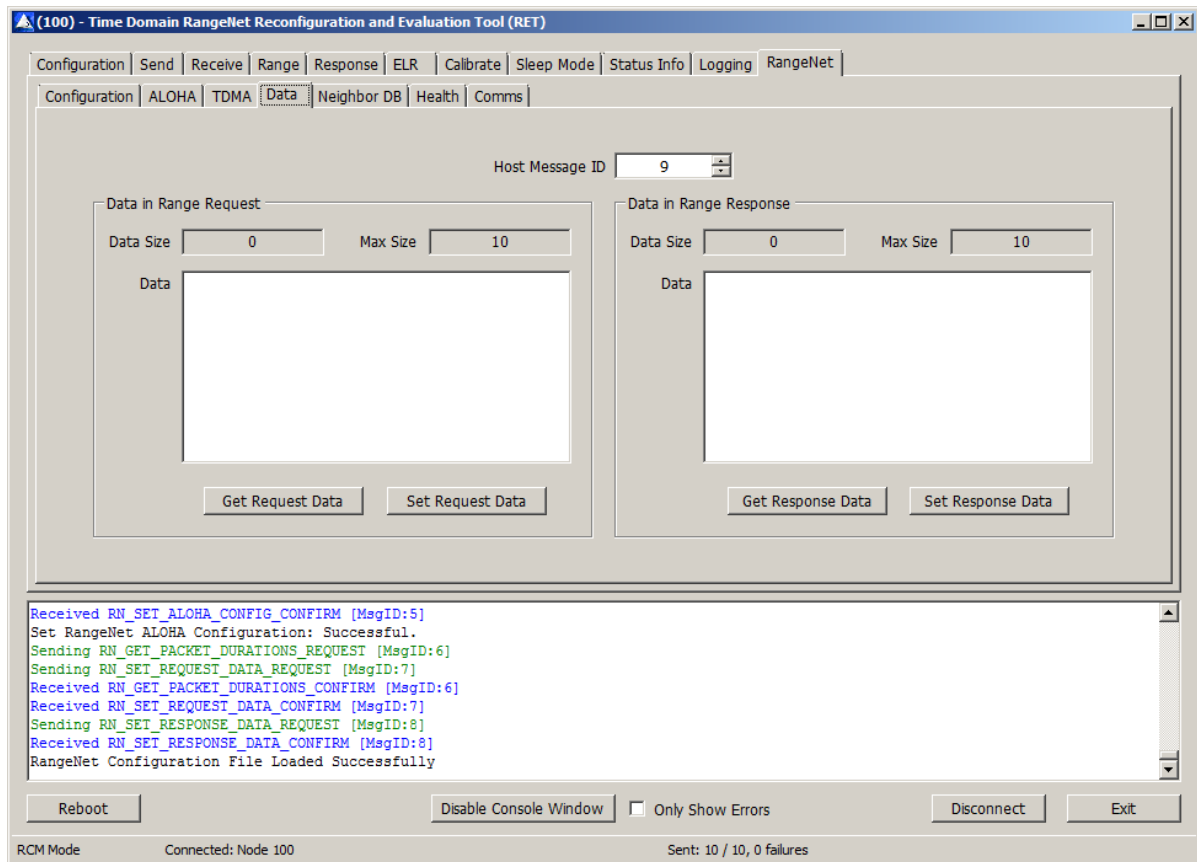 (100) - Time Domain RangeNet Reconfiguration and Evaluation Tool (RET)
Configuration Send Receive Range Response ELR Calibrate Sleep Mode Status Info Logging RangeNet
Configuration ALOHA TDMA Data Neighbor DB Health Comms
Host Message ID 9
Data in Range Request Data in Range Response
Data Size 0 Max Size 10 Data Size 0 Max Size 10
Data Data
Get Request Data Set Request Data Get Response Data Set Response Data
Received RN_SET_ALOHA_CONFIG_CONFIRM [MsgID:5]
Set RangeNet ALOHA Configuration: Successful.
Sending RN_GET_PACKET_DURATIONS_REQUEST [MsgID:6]
Sending RN_SET_REQUEST_DATA_REQUEST [MsgID:7]
Received RN_GET_PACKET_DURATIONS_CONFIRM [MsgID:6]
Received RN_SET_REQUEST_DATA_CONFIRM [MsgID:7]
Sending RN_SET_RESPONSE_DATA_REQUEST [MsgID:8]
Received RN_SET_RESPONSE_DATA_CONFIRM [MsgID:8]
RangeNet Configuration File Loaded Successfully
Reboot Disable Console Window Only Show Errors Disconnect Exit
RCM Mode Connected: Node 100 Sent: 10 / 10, 0 failures